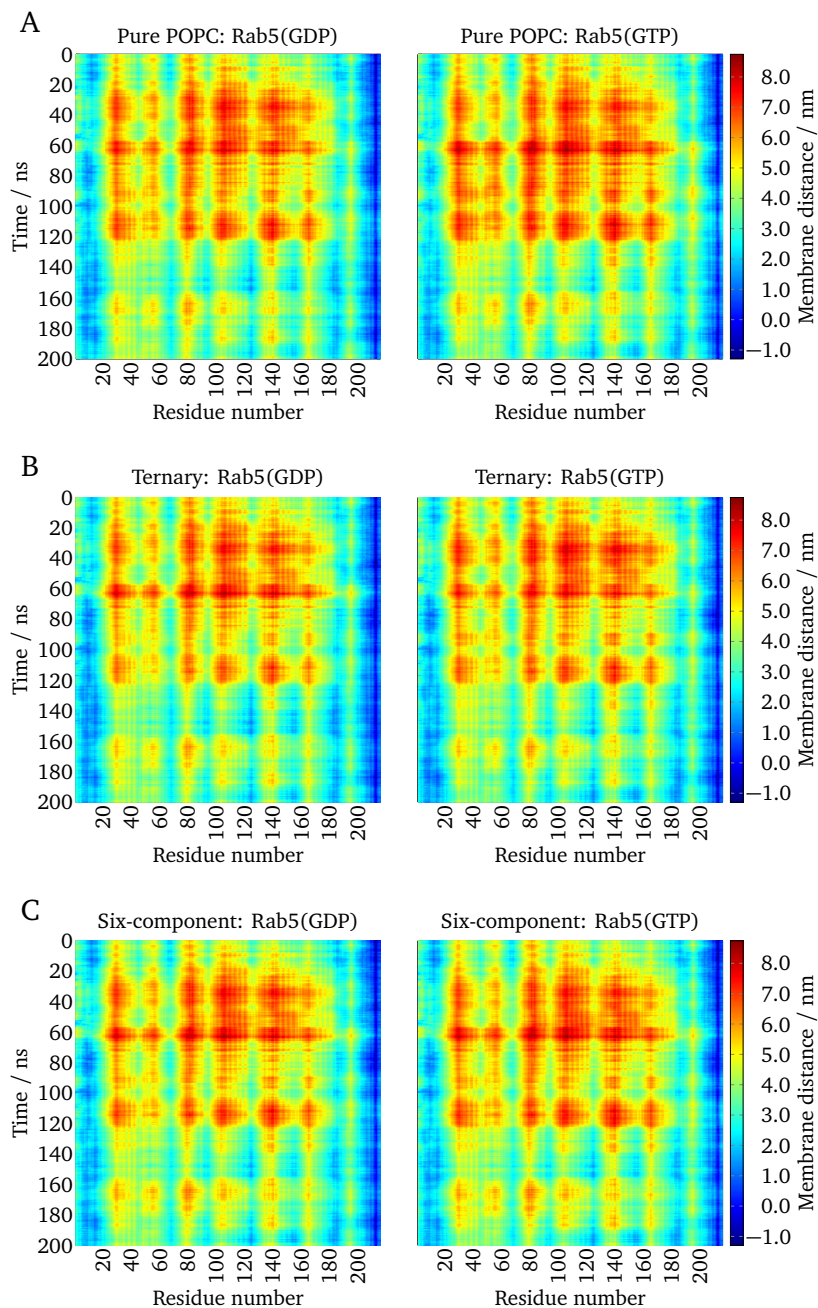 A
Pure POPC: Rab5(GDP)
Pure POPC: Rab5(GTP)
0
20
40
60
80
100
120
140
160
180
200
Time / ns
20 40 60 80 100 120 140 160 180 200
Residue number
20 40 60 80 100 120 140 160 180 200
Residue number
8.0
7.0
6.0
5.0
4.0
3.0
2.0
1.0
0.0
−1.0
Membrane distance / nm
B
Ternary: Rab5(GDP)
Ternary: Rab5(GTP)
0
20
40
60
80
100
120
140
160
180
200
Time / ns
20 40 60 80 100 120 140 160 180 200
Residue number
20 40 60 80 100 120 140 160 180 200
Residue number
8.0
7.0
6.0
5.0
4.0
3.0
2.0
1.0
0.0
−1.0
Membrane distance / nm
C
Six-component: Rab5(GDP)
Six-component: Rab5(GTP)
0
20
40
60
80
100
120
140
160
180
200
Time / ns
20 40 60 80 100 120 140 160 180 200
Residue number
20 40 60 80 100 120 140 160 180 200
Residue number
8.0
7.0
6.0
5.0
4.0
3.0
2.0
1.0
0.0
−1.0
Membrane distance / nm